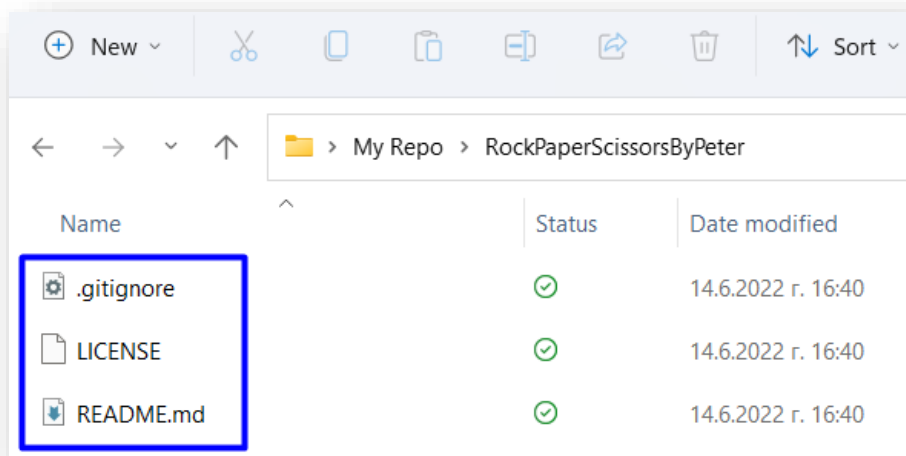 New Sort
My Repo RockPaperScissorsByPeter
Name Status Date modified
.gitignore 14.6.2022 г. 16:40
LICENSE 14.6.2022 г. 16:40
README.md 14.6.2022 г. 16:40